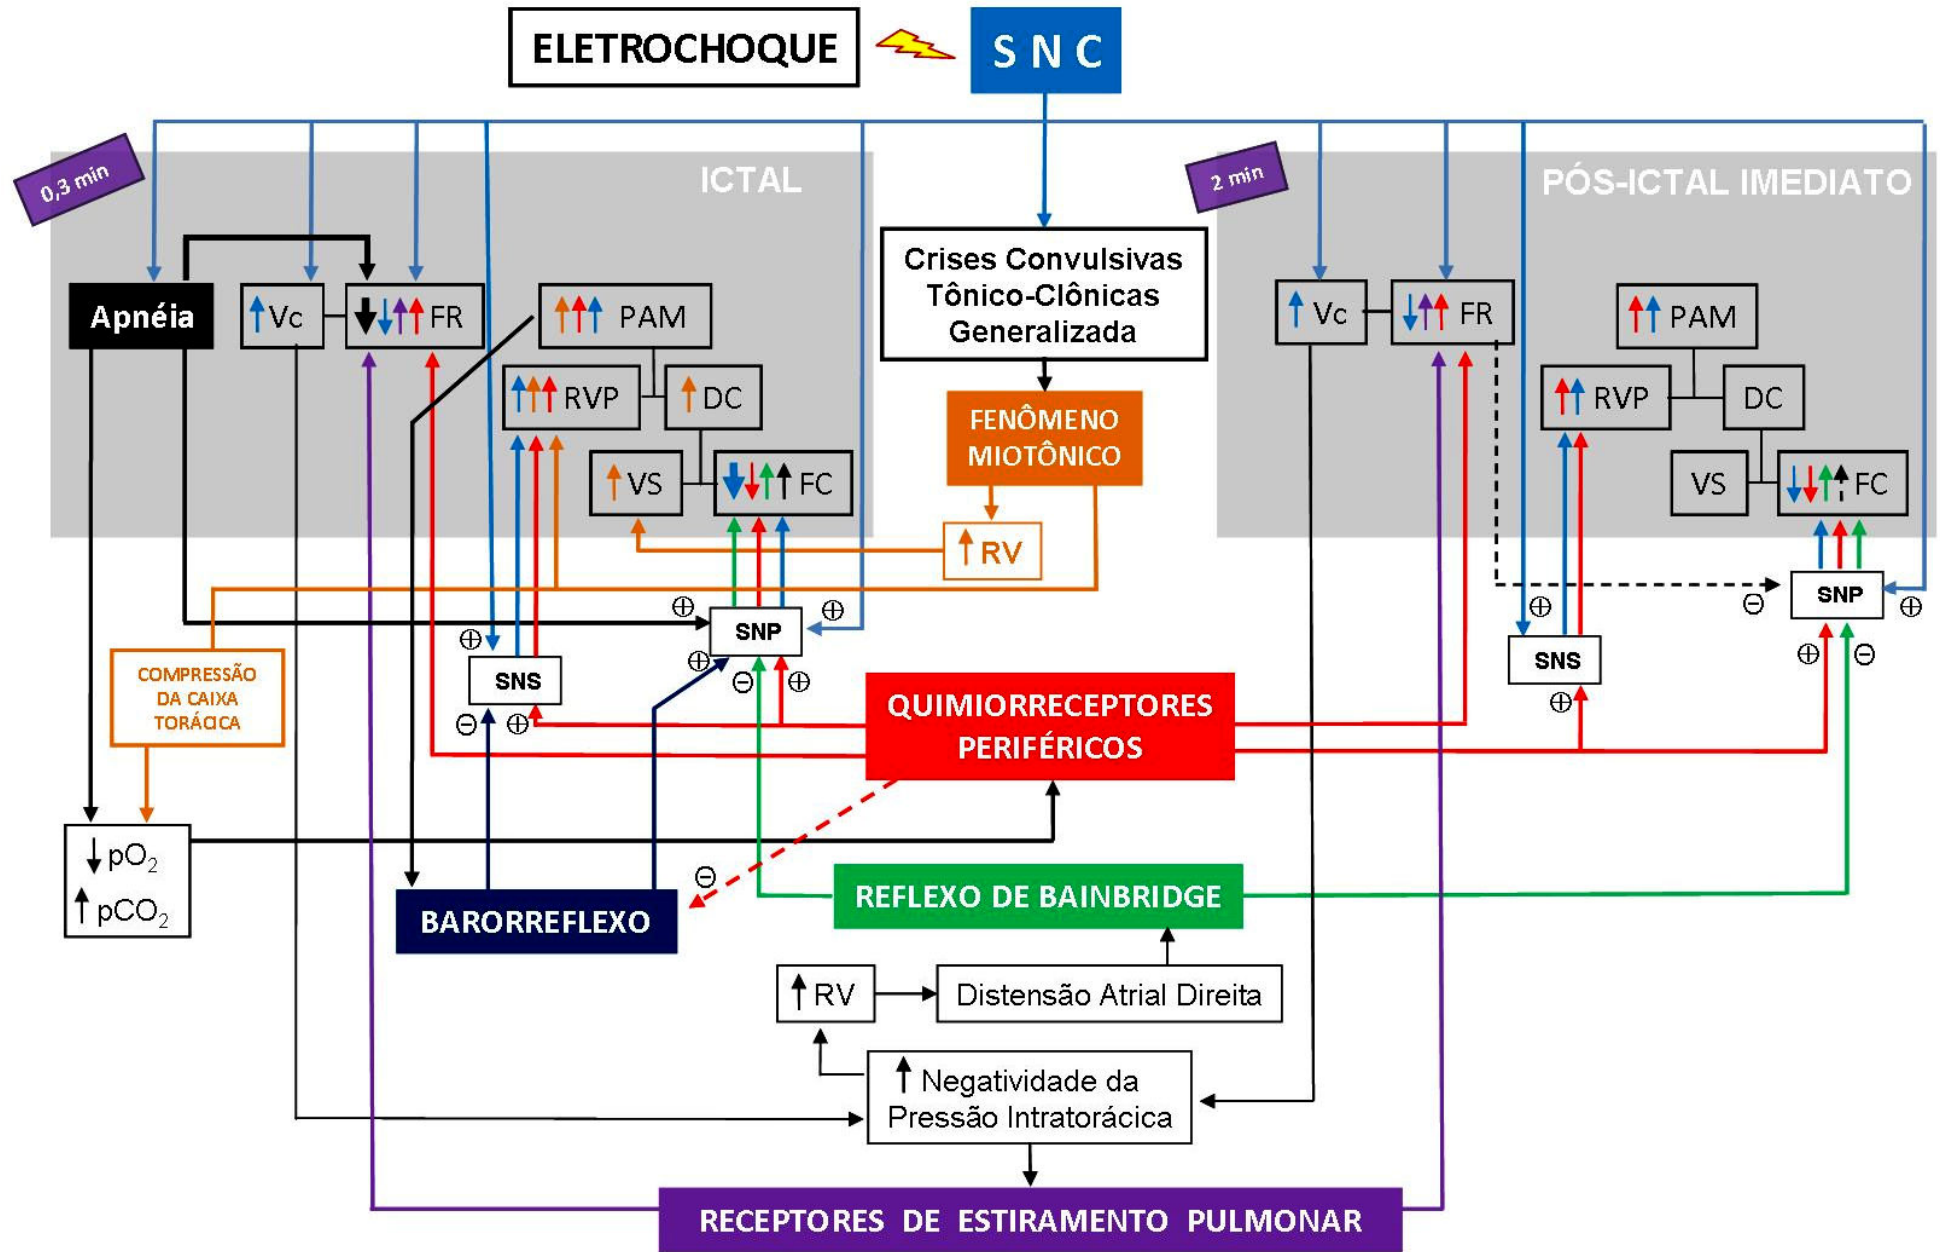 ELETROCHOQUE
S N C
0,3 min
ICTAL
2 min
PÓS-ICTAL IMEDIATO
Apnéia
↑Vc
↓↓↑↑ FR
↑↑↑ PAM
↑↑↑ RVP
↑ DC
↑ VS
↓↓↑↑ FC
Crises Convulsivas
Tônico-Clônicas
Generalizada
FENÔMENO
MIOTÔNICO
↑ RV
↑ Vc
↓↑↑ FR
↑↑ PAM
↑↑ RVP
DC
VS
↓↓↑↑ FC
⊕
SNP
⊕
⊕
⊖
⊕
⊕
SNS
⊖
⊕
⊖
SNP
⊕
⊕
SNS
⊕
⊕
⊖
COMPRESSÃO
DA CAIXA
TORÁCICA
QUIMIORRECEPTORES
PERIFÉRICOS
↓ pO₂
↑ pCO₂
⊖
BARORREFLEXO
REFLEXO DE BAINBRIDGE
↑ RV
Distensão Atrial Direita
↑ Negatividade da
Pressão Intratorácica
RECEPTORES DE ESTIRAMENTO PULMONAR